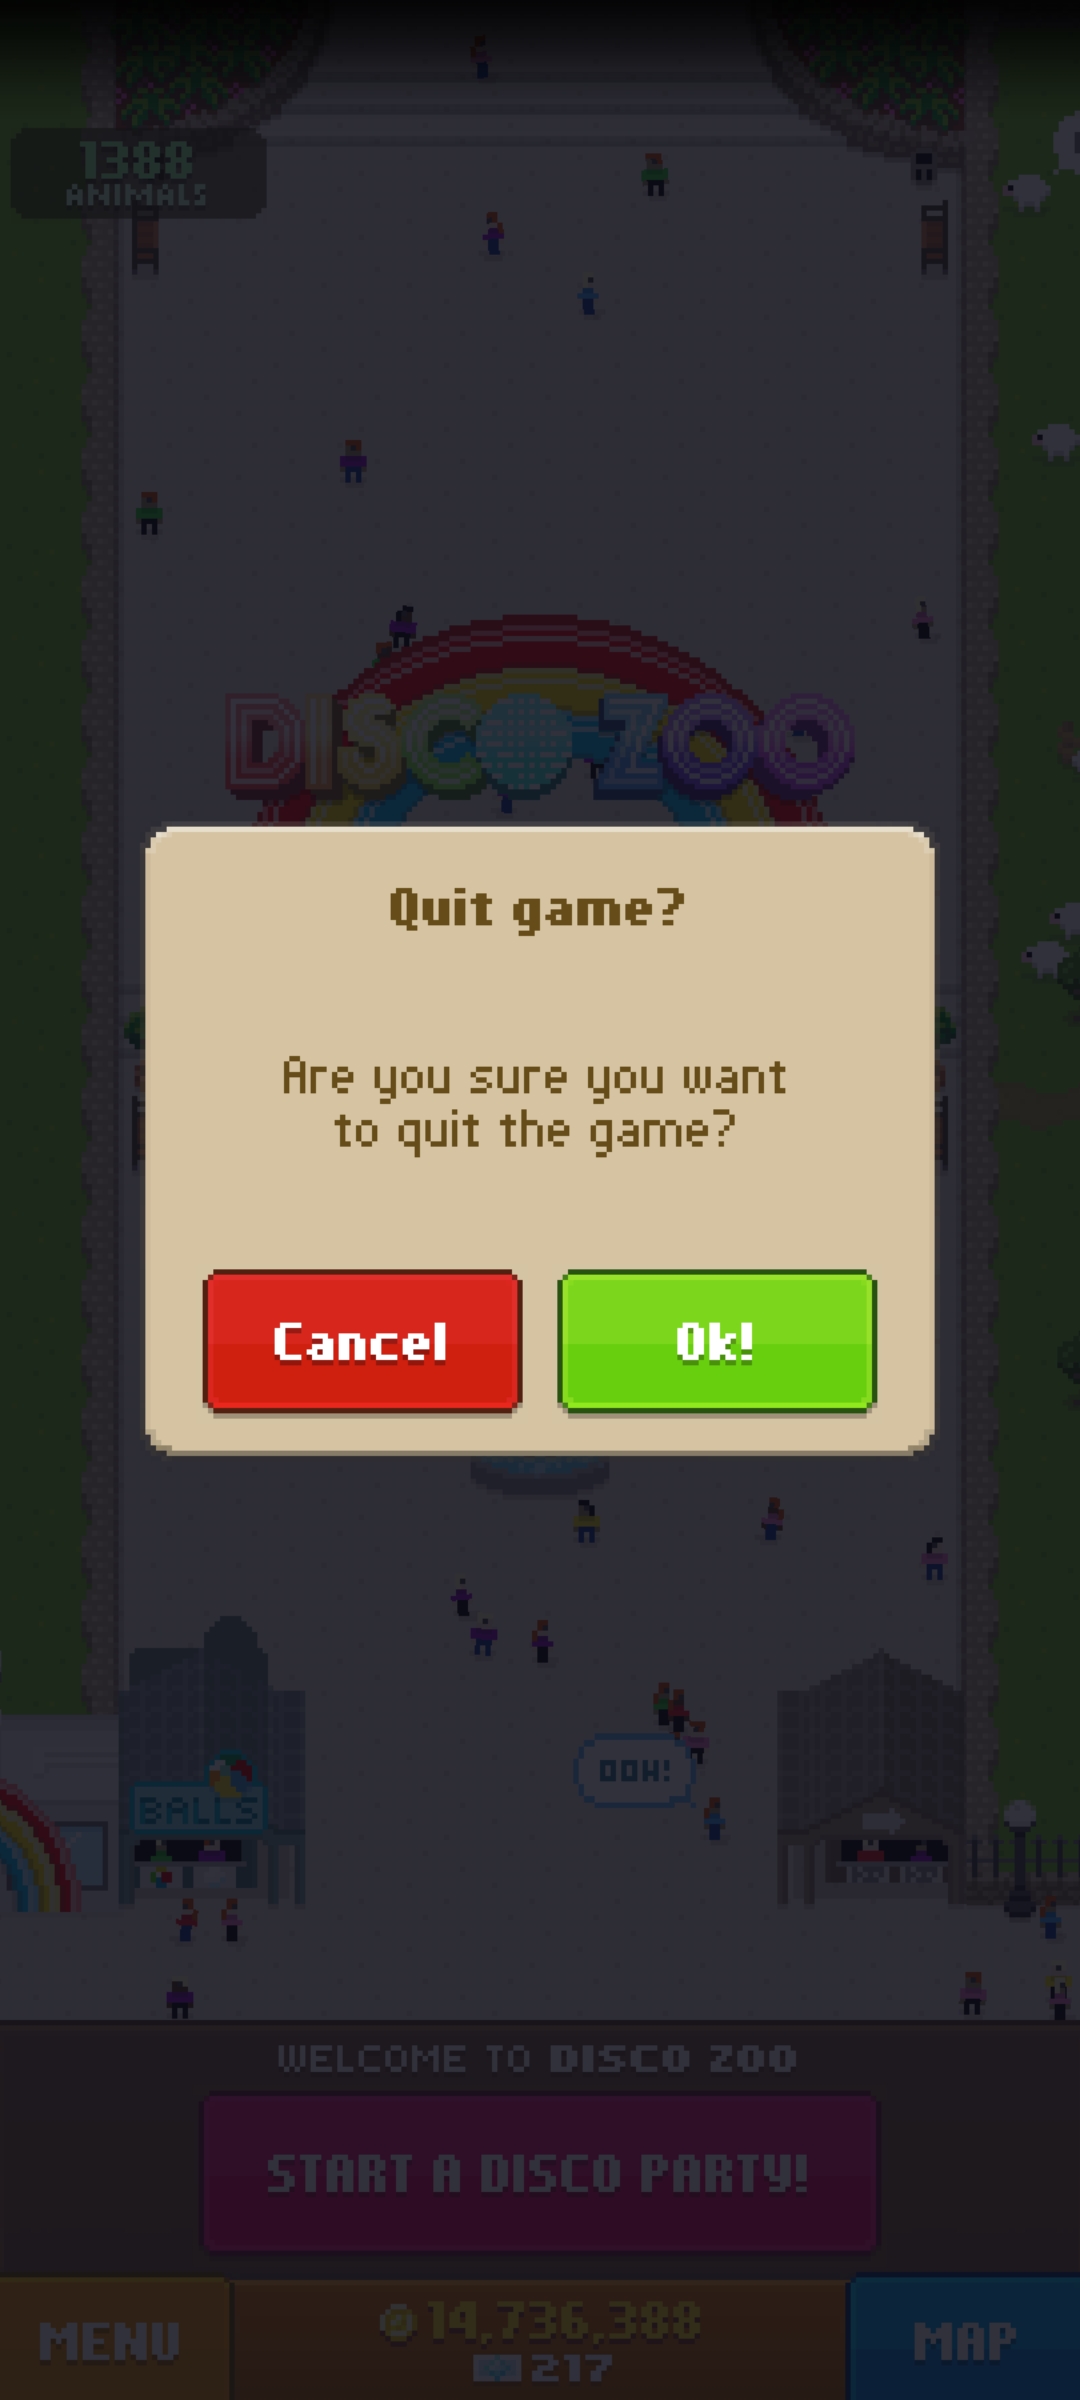 1388
ANIMALS
DISCO ZOO
Quit game?
Are you sure you want
to quit the game?
Cancel
Ok!
BALLS
OOH!
WELCOME TO DISCO ZOO
START A DISCO PARTY!
MENU
14,736,388
217
MAP